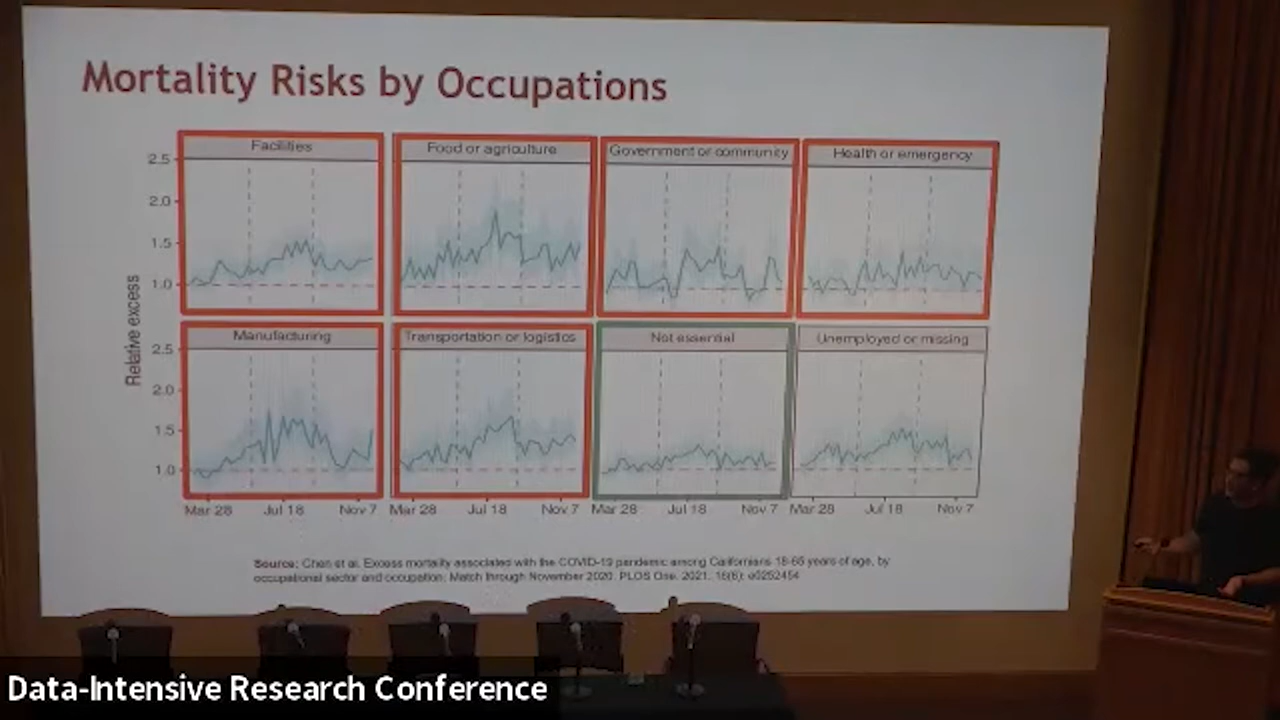 Mortality Risks by Occupations
Facilities
Food or agriculture
Government or community
Health or emergency
2.5
2.0
1.5
1.0
Relative excess
Manufacturing
Transportation or logistics
Not essential
Unemployed or missing
2.5
2.0
1.5
1.0
Mar 28 Jul 18 Nov 7 Mar 28 Jul 18 Nov 7 Mar 28 Jul 18 Nov 7 Mar 28 Jul 18 Nov 7
Source: Chen et al. Excess mortality associated with the COVID-19 pandemic among Californians 18-65 years of age, by
occupational sector and occupation: March through November 2020. PLOS One. 2021. 16(6): e0252454
Data-Intensive Research Conference